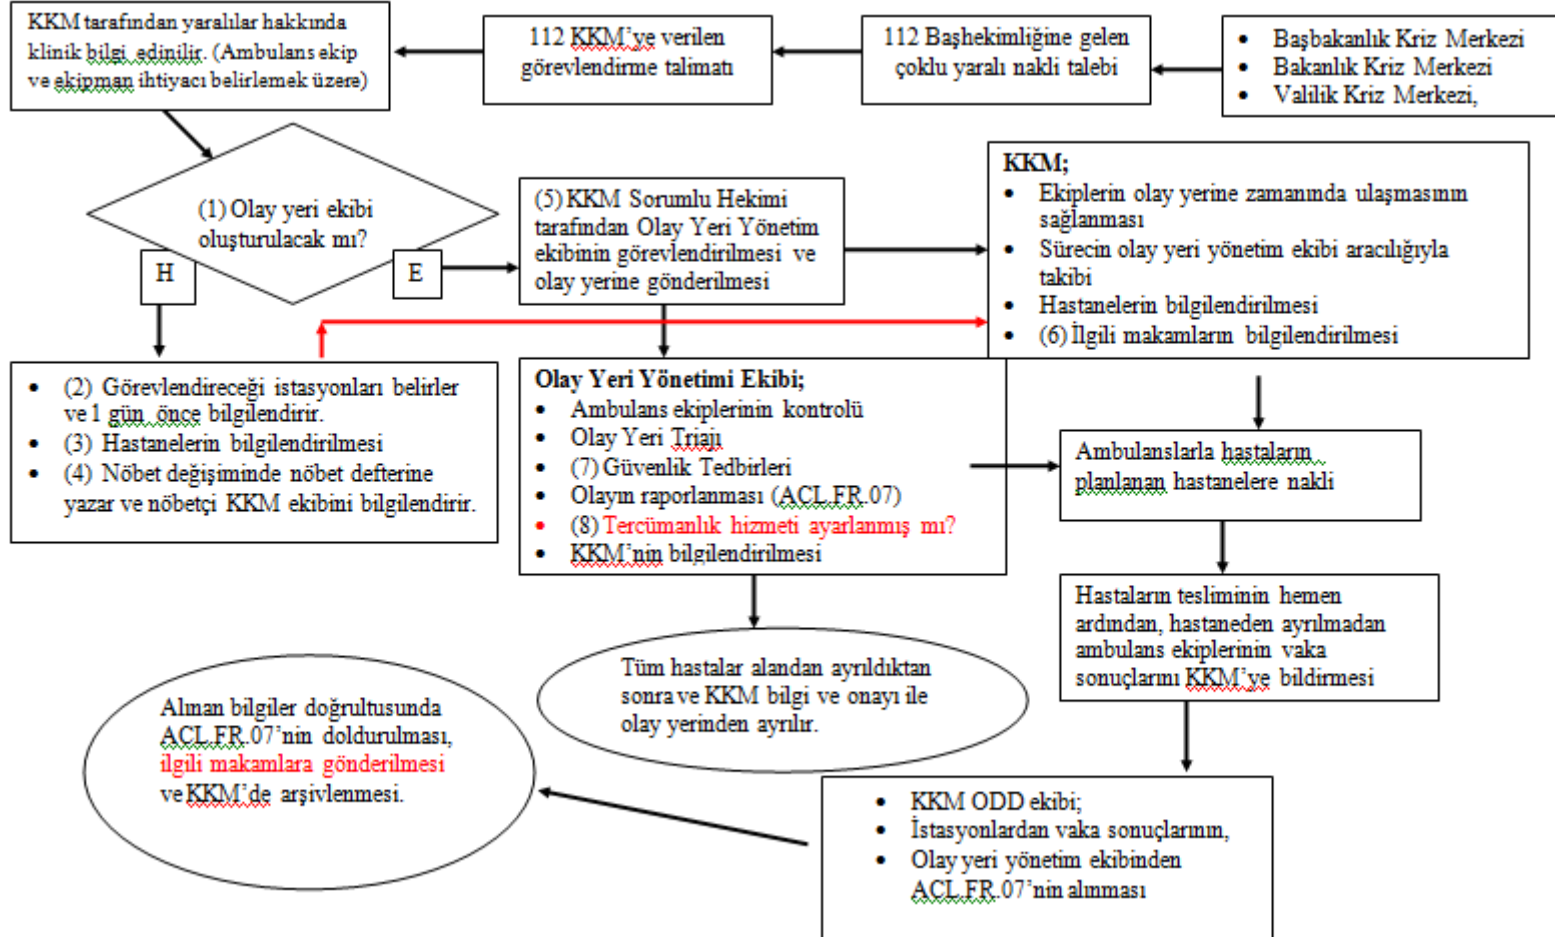 KKM tarafından yaralılar hakkında
klinik bilgi edinilir. (Ambulans ekip
ve ekipman ihtiyacı belirlemek üzere)
112 KKM’ye verilen
görevlendirme talimatı
112 Başhekimliğine gelen
çoklu yaralı nakli talebi
• Başbakanlık Kriz Merkezi
• Bakanlık Kriz Merkezi
• Valilik Kriz Merkezi,
(1) Olay yeri ekibi
oluşturulacak mı?
H
E
(5) KKM Sorumlu Hekimi
tarafından Olay Yeri Yönetim
ekibinin görevlendirilmesi ve
olay yerine gönderilmesi
KKM;
• Ekiplerin olay yerine zamanında ulaşmasının
sağlanması
• Sürecin olay yeri yönetim ekibi aracılığıyla
takibi
• Hastanelerin bilgilendirilmesi
• (6) İlgili makamların bilgilendirilmesi
• (2) Görevlendireceği istasyonları belirler
ve 1 gün önce bilgilendirir.
• (3) Hastanelerin bilgilendirilmesi
• (4) Nöbet değişiminde nöbet defterine
yazar ve nöbetçi KKM ekibini bilgilendirir.
Olay Yeri Yönetimi Ekibi;
• Ambulans ekiplerinin kontrolü
• Olay Yeri Triajı
• (7) Güvenlik Tedbirleri
• Olayın raporlanması (ACL.FR.07)
• (8) Tercümanlık hizmeti ayarlanmış mı?
• KKM’nin bilgilendirilmesi
Ambulanslarla hastaların
planlanan hastanelere nakli
Hastaların tesliminin hemen
ardından, hastaneden ayrılmadan
ambulans ekiplerinin vaka
sonuçlarını KKM’ye bildirmesi
Tüm hastalar alandan ayrıldıktan
sonra ve KKM bilgi ve onayı ile
olay yerinden ayrılır.
Alınan bilgiler doğrultusunda
ACL.FR.07’nin doldurulması,
ilgili makamlara gönderilmesi
ve KKM’de arşivlenmesi.
• KKM ODD ekibi;
• İstasyonlardan vaka sonuçlarının,
• Olay yeri yönetim ekibinden
ACL.FR.07’nin alınması